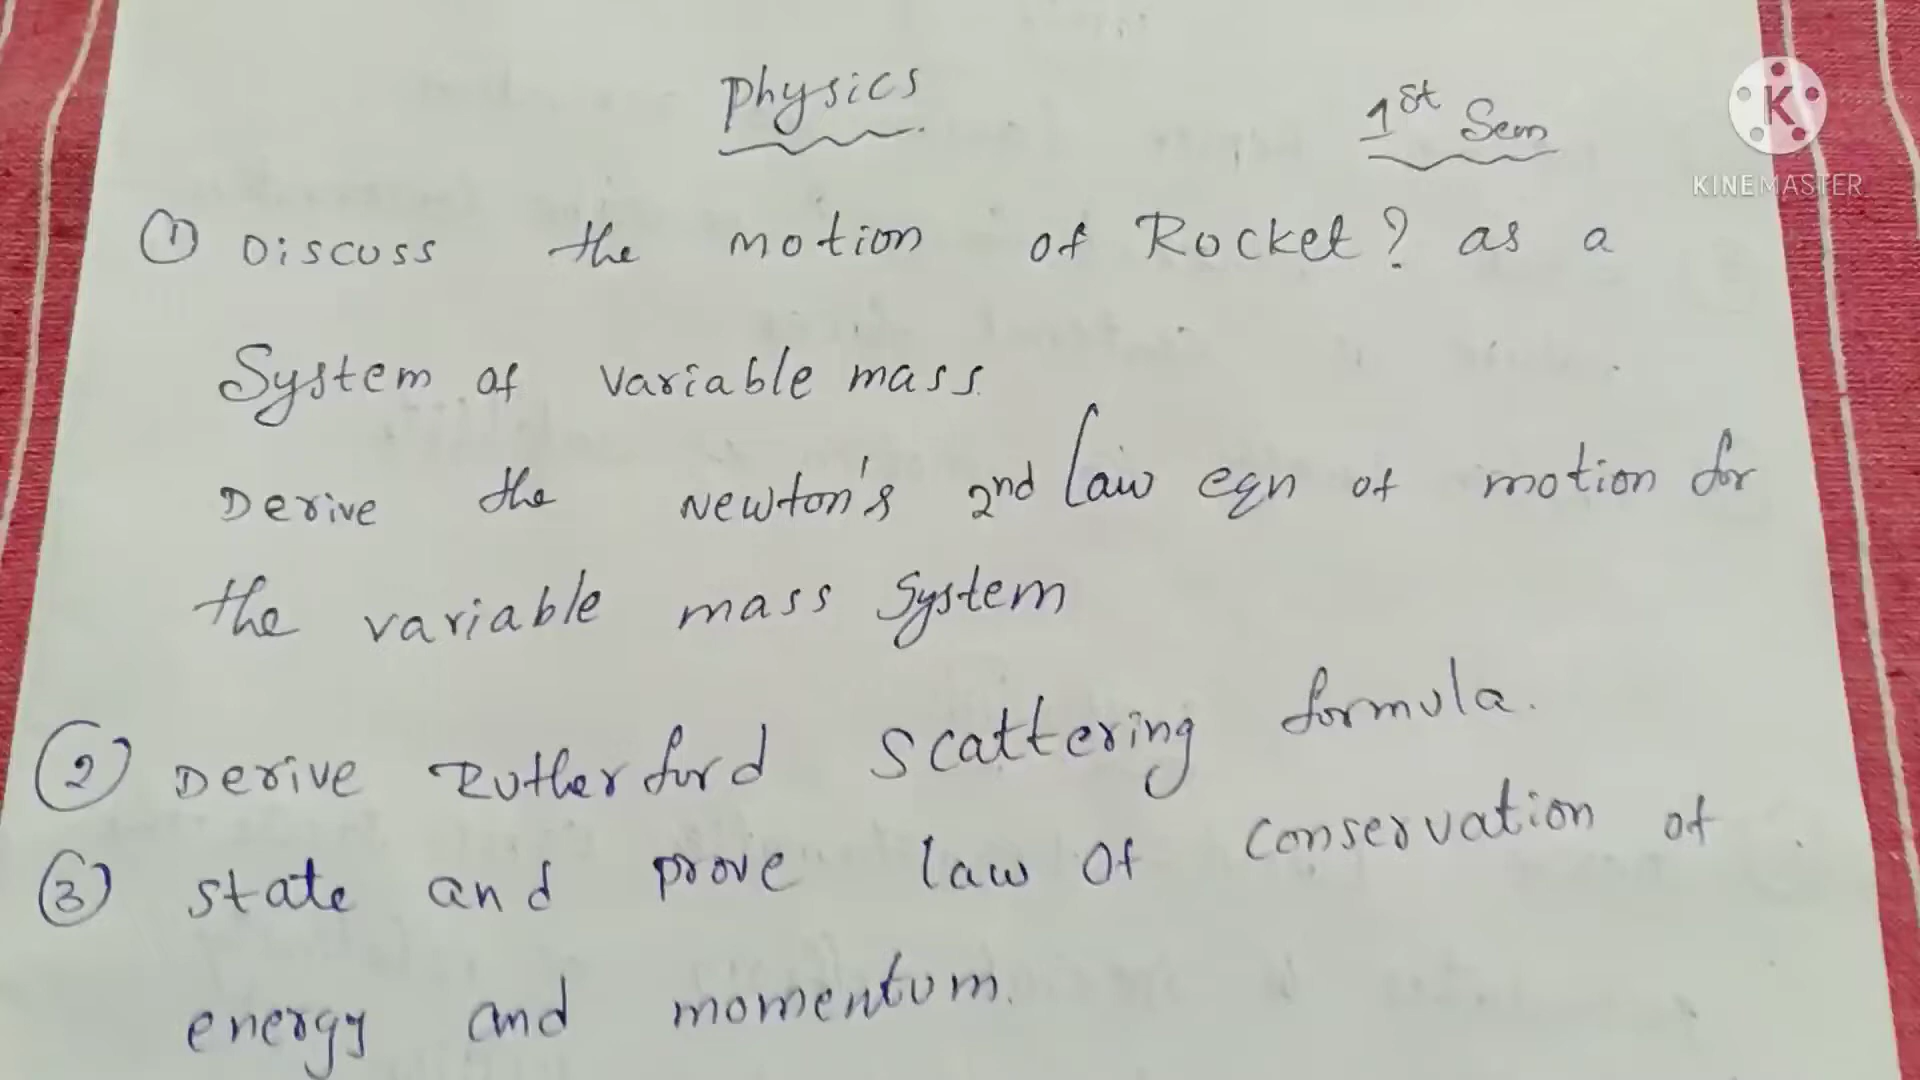 Physics
1st Sem
K
KINEMASTER
① Discuss the motion of Rocket? as a
System of variable mass.
Derive the Newton's 2nd law eqn of motion for
the variable mass System
② Derive Rutherford scattering formula.
③ state and prove law of conservation of
energy and momentum.